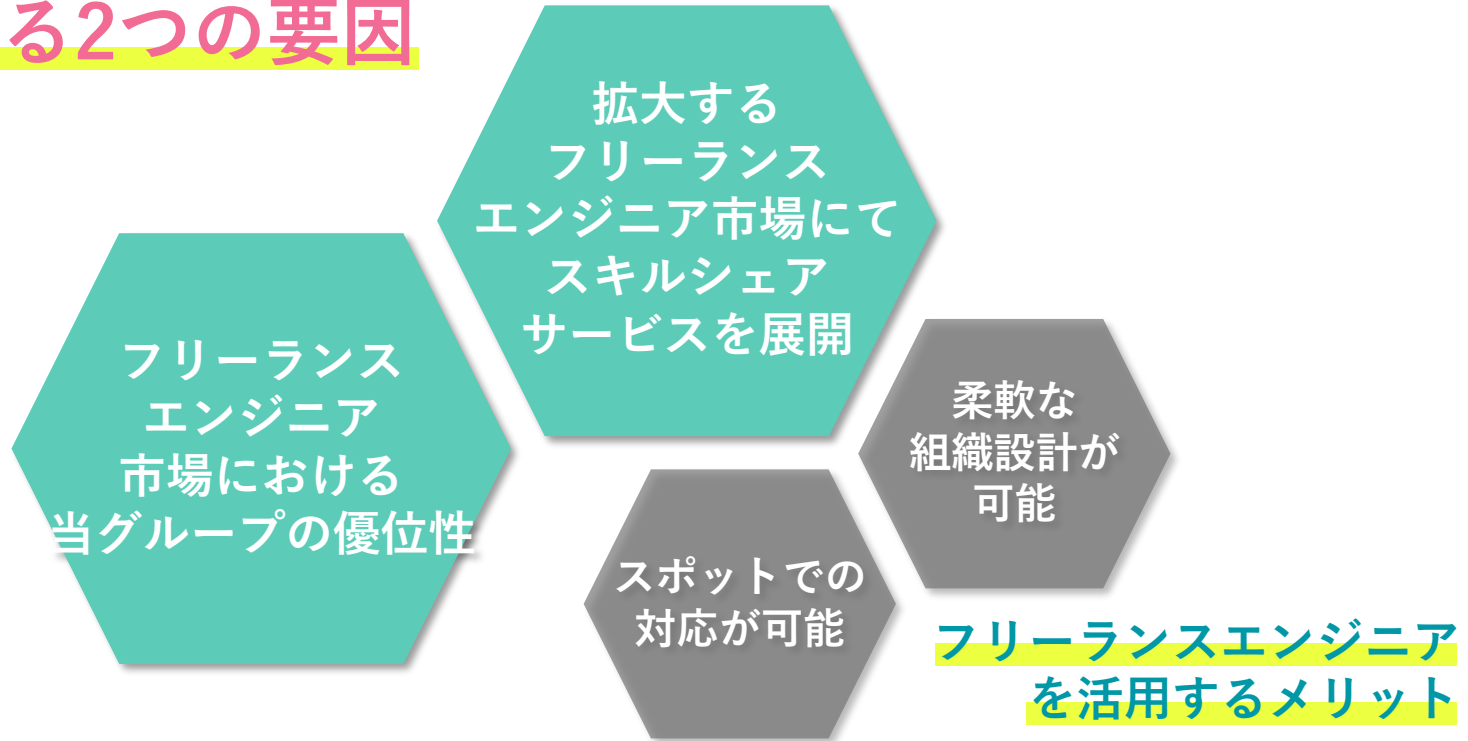 る2つの要因
拡大する
フリーランス
エンジニア市場にて
スキルシェア
サービスを展開
フリーランス
エンジニア
市場における
当グループの優位性
柔軟な
組織設計が
可能
スポットでの
対応が可能
フリーランスエンジニア
を活用するメリット